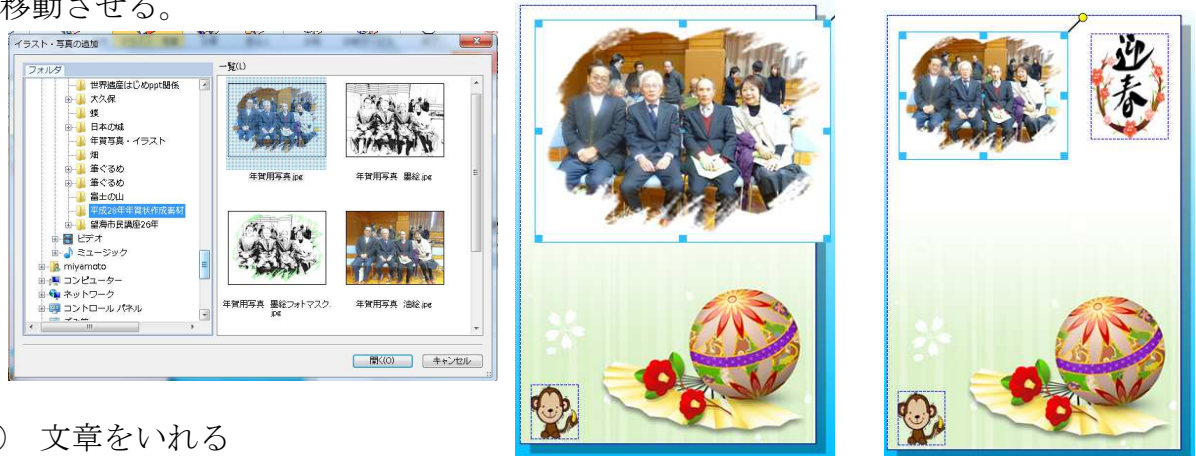 移動させる。
イラスト・写真の追加
フォルダ
世界遺産はじめppt関係
大久保
蝶
日本の城
年賀写真・イラスト
畑
筆ぐるめ
筆ぐるめ
富士の山
平成28年年賀状作成素材
望海市民講座26年
ビデオ
ミュージック
miyamoto
コンピューター
ネットワーク
コントロール パネル
一覧(L)
年賀用写真.jpg
年賀用写真 墨絵.jpg
年賀用写真 墨絵フォトマスク.jpg
年賀用写真 油絵.jpg
開く(O)
キャンセル
迎春
） 文章をいれる